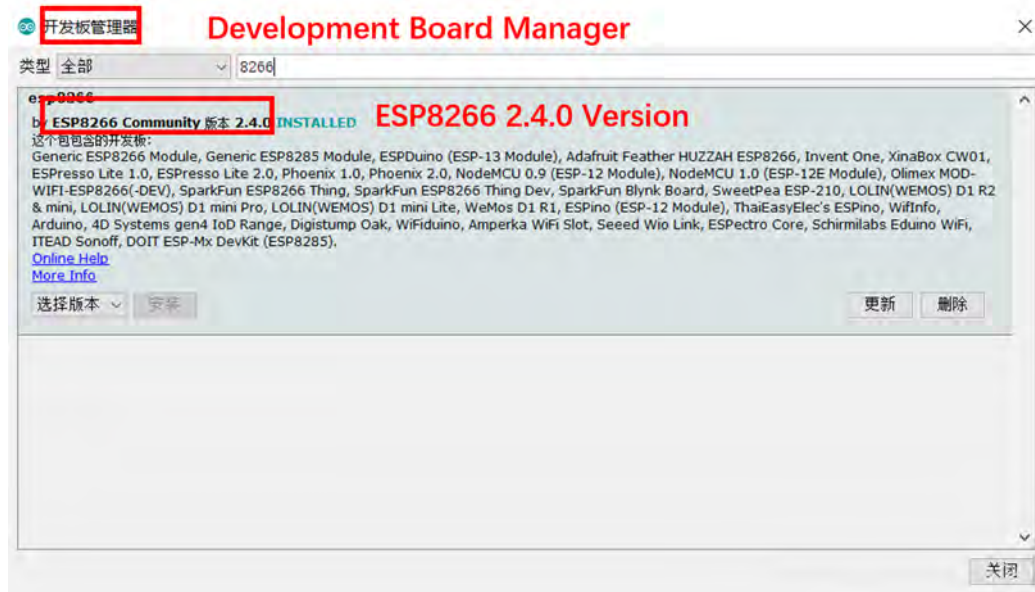 开发板管理器 Development Board Manager
类型 全部 8266
esp8266
by ESP8266 Community 版本 2.4.0 INSTALLED ESP8266 2.4.0 Version
这个包包含的开发板:
Generic ESP8266 Module, Generic ESP8285 Module, ESPDuino (ESP-13 Module), Adafruit Feather HUZZAH ESP8266, Invent One, XinaBox CW01,
ESPresso Lite 1.0, ESPresso Lite 2.0, Phoenix 1.0, Phoenix 2.0, NodeMCU 0.9 (ESP-12 Module), NodeMCU 1.0 (ESP-12E Module), Olimex MOD-
WIFI-ESP8266(-DEV), SparkFun ESP8266 Thing, SparkFun ESP8266 Thing Dev, SparkFun Blynk Board, SweetPea ESP-210, LOLIN(WEMOS) D1 R2
& mini, LOLIN(WEMOS) D1 mini Pro, LOLIN(WEMOS) D1 mini Lite, WeMos D1 R1, ESPino (ESP-12 Module), ThaiEasyElec's ESPino, WifInfo,
Arduino, 4D Systems gen4 IoD Range, Digistump Oak, WiFiduino, Amperka WiFi Slot, Seeed Wio Link, ESPectro Core, Schirmilabs Eduino WiFi,
ITEAD Sonoff, DOIT ESP-Mx DevKit (ESP8285).
Online Help
More Info
选择版本 安装 更新 删除
关闭